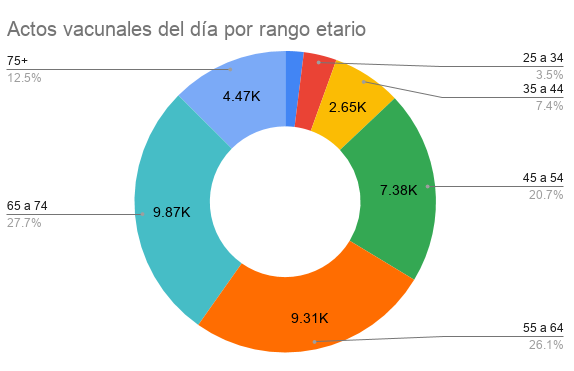 Actos vacunales del día por rango etario
75+
12.5%
25 a 34
3.5%
35 a 44
7.4%
4.47K
2.65K
45 a 54
20.7%
7.38K
65 a 74
27.7%
9.87K
9.31K
55 a 64
26.1%